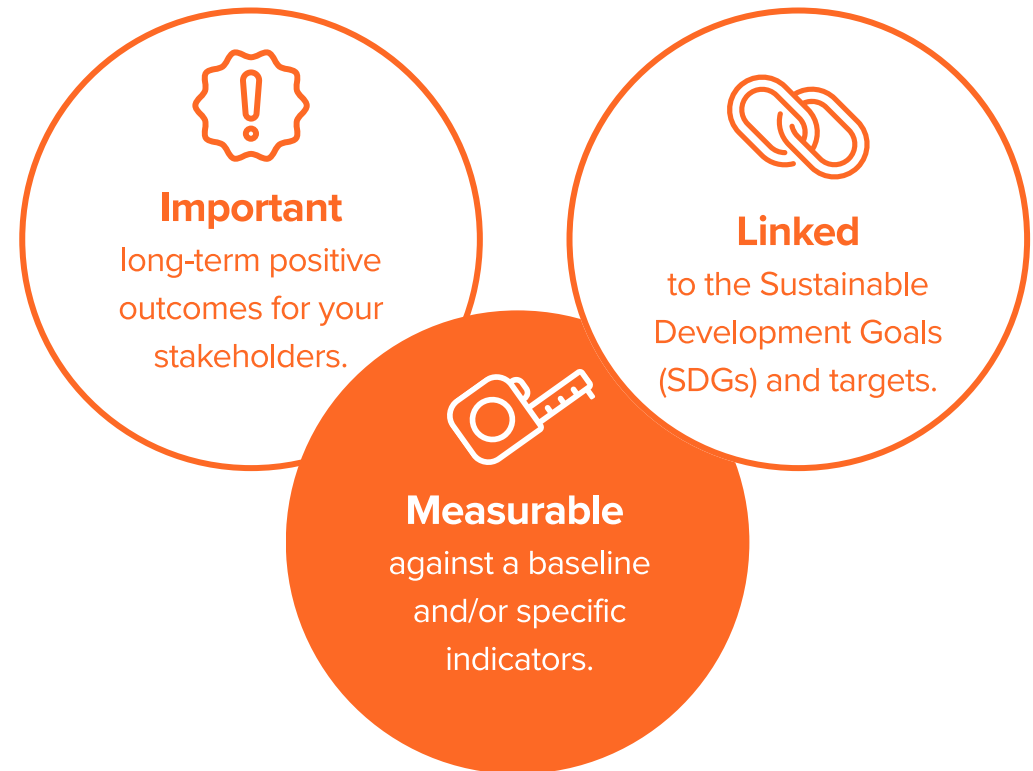 Important
long-term positive
outcomes for your
stakeholders.
Linked
to the Sustainable
Development Goals
(SDGs) and targets.
Measurable
against a baseline
and/or specific
indicators.